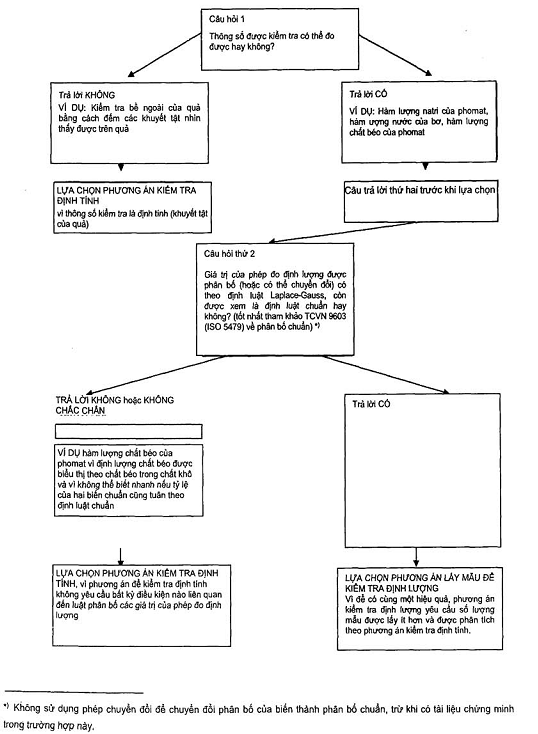 Câu hỏi 1
Thông số được kiểm tra có thể đo
được hay không?
Trả lời KHÔNG
VÍ DỤ: Kiểm tra bề ngoài của quả
bằng cách đếm các khuyết tật nhìn
thấy được trên quả
Trả lời CÓ
VÍ DỤ: Hàm lượng natri của phomat,
hàm ượng nước của bơ, hàm lượng
chất béo của phomat
LỰA CHỌN PHƯƠNG ÁN KIỂM TRA
ĐỊNH TÍNH
vì thông số kiểm tra là định tính (khuyết tật
của quả)
Câu trả lời thứ hai trước khi lựa chọn
Câu hỏi thứ 2
Giá trị của phép đo định lượng được
phân bố (hoặc có thể chuyển đổi) có
theo định luật Laplace-Gauss, còn
được xem là định luật chuẩn hay
không? (tốt nhất tham khảo TCVN 9603
(ISO 5479) về phân bố chuẩn) *)
TRẢ LỜI KHÔNG hoặc KHÔNG
CHẮC CHẮN
VÍ DỤ hàm lượng chất béo của
phomat vì định lượng chất béo được
biểu thị theo chất béo trong chất khô
và vì không thể biết nhanh nếu tỷ lệ
của hai biến chuẩn cũng tuân theo
định luật chuẩn
Trả lời CÓ
LỰA CHỌN PHƯƠNG ÁN KIỂM TRA ĐỊNH
TÍNH, vì phương án để kiểm tra định tính
không yêu cầu bất kỳ điều kiện nào liên quan
đến luật phân bố các giá trị của phép đo định
lượng
LỰA CHỌN PHƯƠNG ÁN LẤY MẪU ĐỂ
KIỂM TRA ĐỊNH LƯỢNG
Vì để có cùng một hiệu quả, phương án
kiểm tra định lượng yêu cầu số lượng
mẫu được lấy ít hơn và được phân tích
theo phương án kiểm tra định tính.
*) Không sử dụng phép chuyển đổi để chuyển đổi phân bố của biến thành phân bố chuẩn, trừ khi có tài liệu chứng minh
trong trường hợp này.